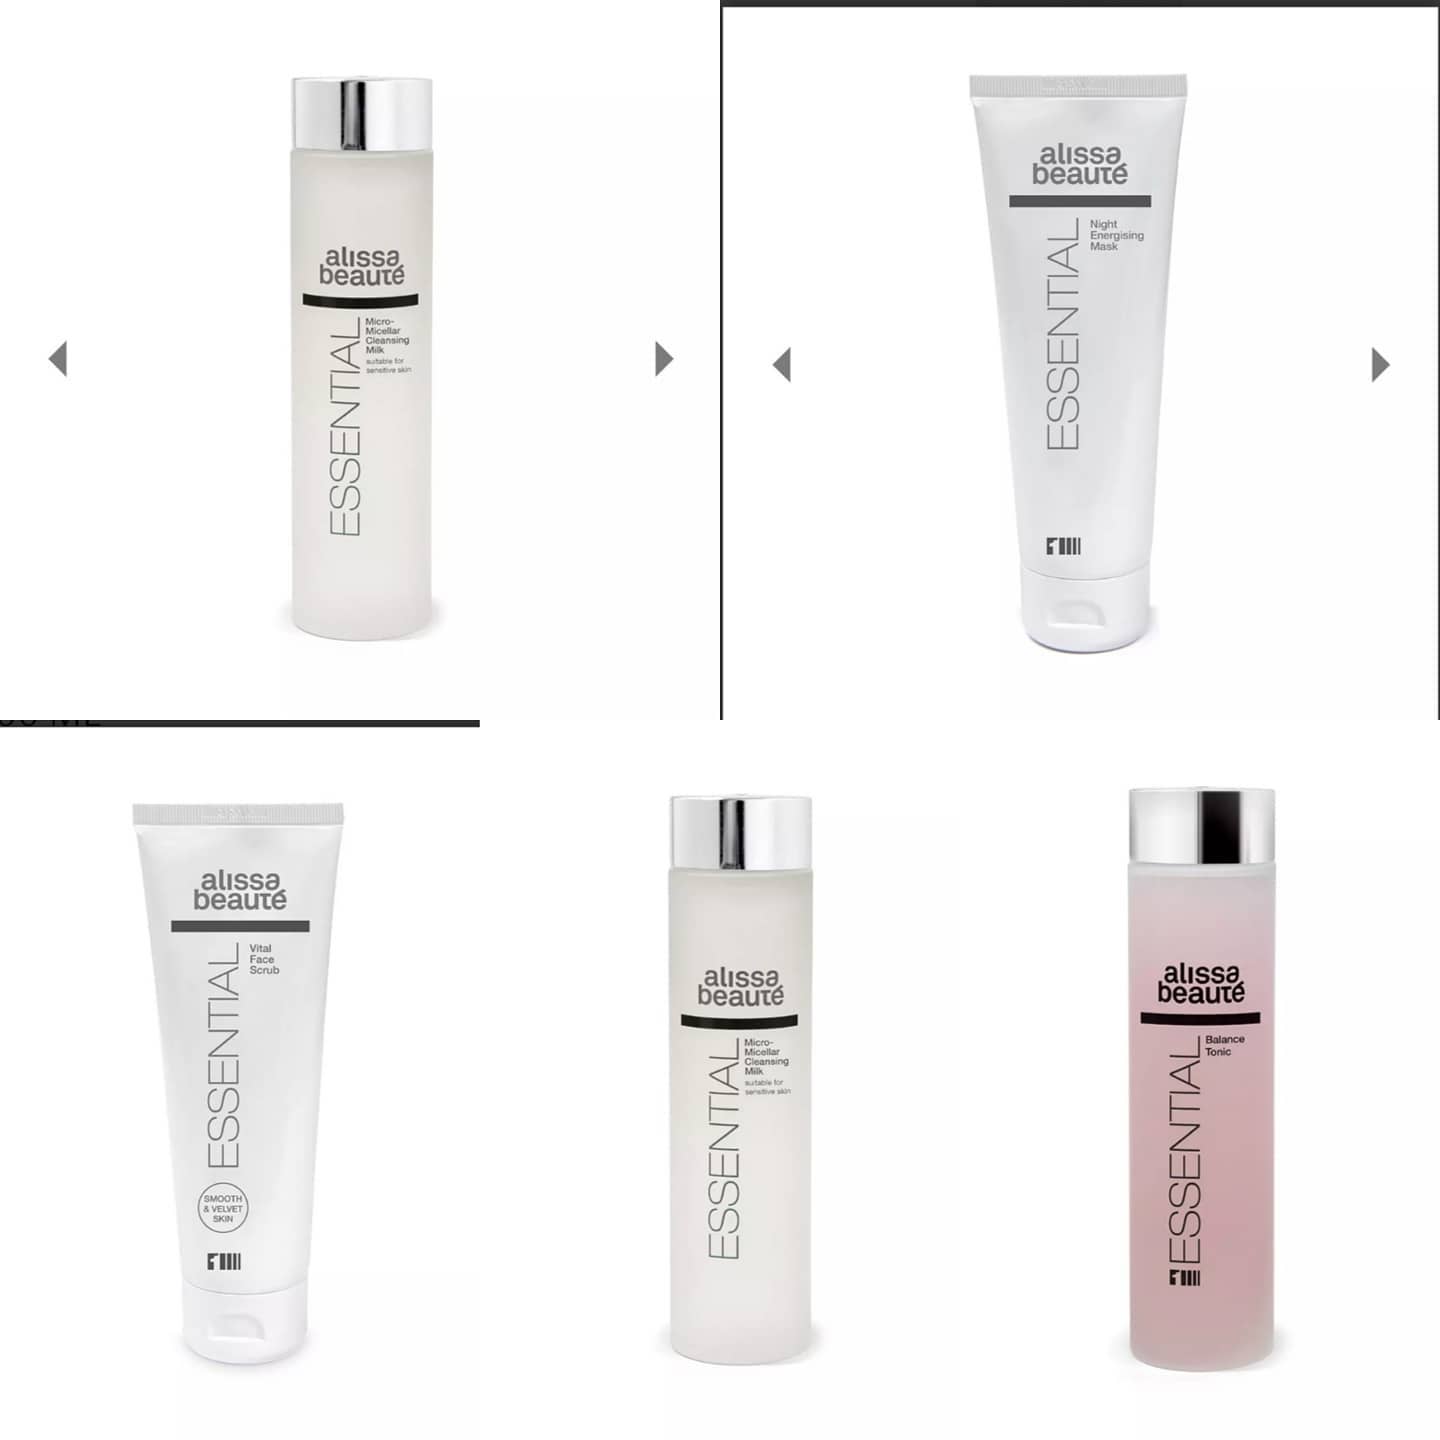 alissa
beauté
ESSENTIAL
Micro-
Micellar
Cleansing
Milk
suitable for
sensitive skin
alissa
beauté
ESSENTIAL
Night
Energising
Mask
alissa
beauté
ESSENTIAL
Vital
Face
Scrub
SMOOTH
& VELVET
SKIN
alissa
beauté
ESSENTIAL
Micro-
Micellar
Cleansing
Milk
suitable for
sensitive skin
alissa
beauté
ESSENTIAL
Balance
Tonic